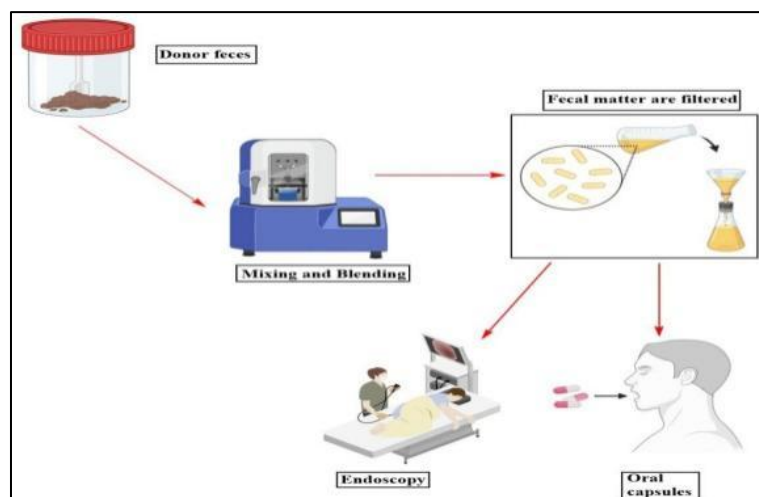 Donor feces
Fecal matter are filtered
Mixing and Blending
Endoscopy
Oral
capsules